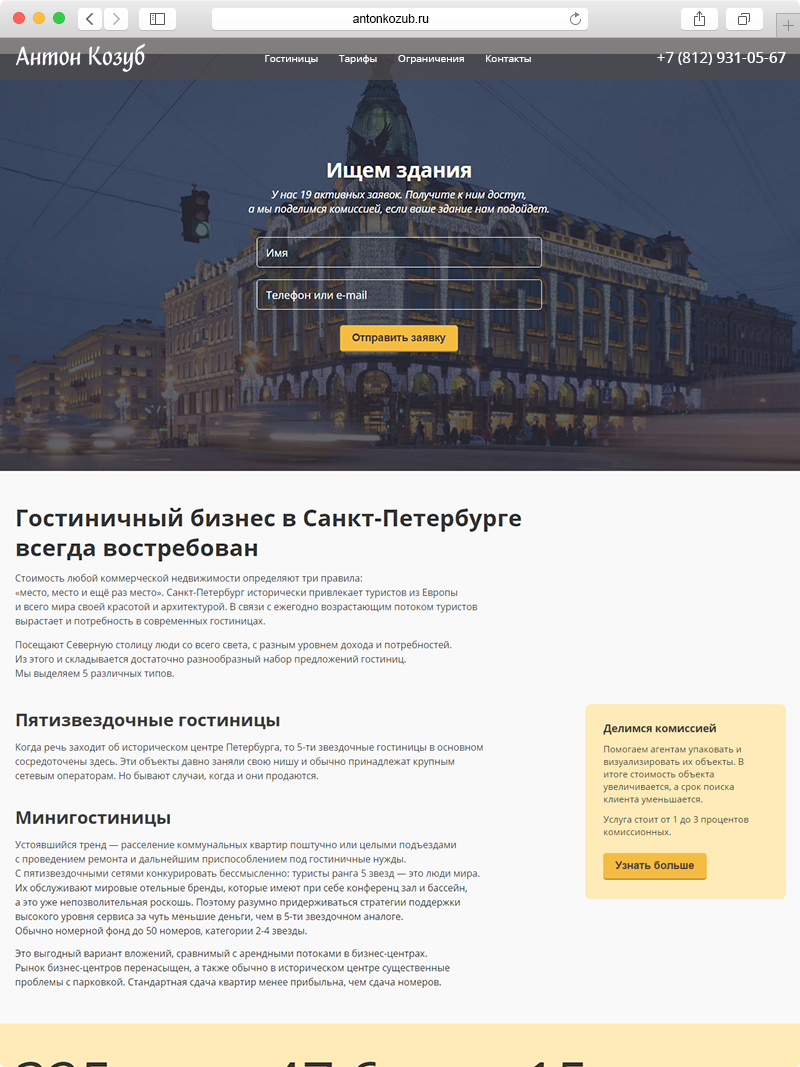 antonkozub.ru
Антон Козуб
Гостиницы
Тарифы
Ограничения
Контакты
+7 (812) 931-05-67
Ищем здания
У нас 19 активных заявок. Получите к ним доступ,
а мы поделимся комиссией, если ваше здание нам подойдет.
Имя
Телефон или e-mail
Отправить заявку
Гостиничный бизнес в Санкт-Петербурге
всегда востребован
Стоимость любой коммерческой недвижимости определяют три правила:
«место, место и ещё раз место». Санкт-Петербург исторически привлекает туристов из Европы
и всего мира своей красотой и архитектурой. В связи с ежегодно возрастающим потоком туристов
вырастает и потребность в современных гостиницах.
Посещают Северную столицу люди со всего света, с разным уровнем дохода и потребностей.
Из этого и складывается достаточно разнообразный набор предложений гостиниц.
Мы выделяем 5 различных типов.
Пятизвездочные гостиницы
Когда речь заходит об историческом центре Петербурга, то 5-ти звездочные гостиницы в основном
сосредоточены здесь. Эти объекты давно заняли свою нишу и обычно принадлежат крупным
сетевым операторам. Но бывают случаи, когда и они продаются.
Минигостиницы
Устоявшийся тренд — расселение коммунальных квартир поштучно или целыми подъездами
с проведением ремонта и дальнейшим приспособлением под гостиничные нужды.
С пятизвездочными сетями конкурировать бессмысленно: туристы ранга 5 звезд — это люди мира.
Их обслуживают мировые отельные бренды, которые имеют при себе конференц зал и бассейн,
а это уже непозволительная роскошь. Поэтому разумно придерживаться стратегии поддержки
высокого уровня сервиса за чуть меньшие деньги, чем в 5-ти звездочном аналоге.
Обычно номерной фонд до 50 номеров, категории 2-4 звезды.
Это выгодный вариант вложений, сравнимый с арендными потоками в бизнес-центрах.
Рынок бизнес-центров перенасыщен, а также обычно в историческом центре существенные
проблемы с парковкой. Стандартная сдача квартир менее прибыльна, чем сдача номеров.
Делимся комиссией
Помогаем агентам упаковать и
визуализировать их объекты. В
итоге стоимость объекта
увеличивается, а срок поиска
клиента уменьшается.
Услуга стоит от 1 до 3 процентов
комиссионных.
Узнать больше